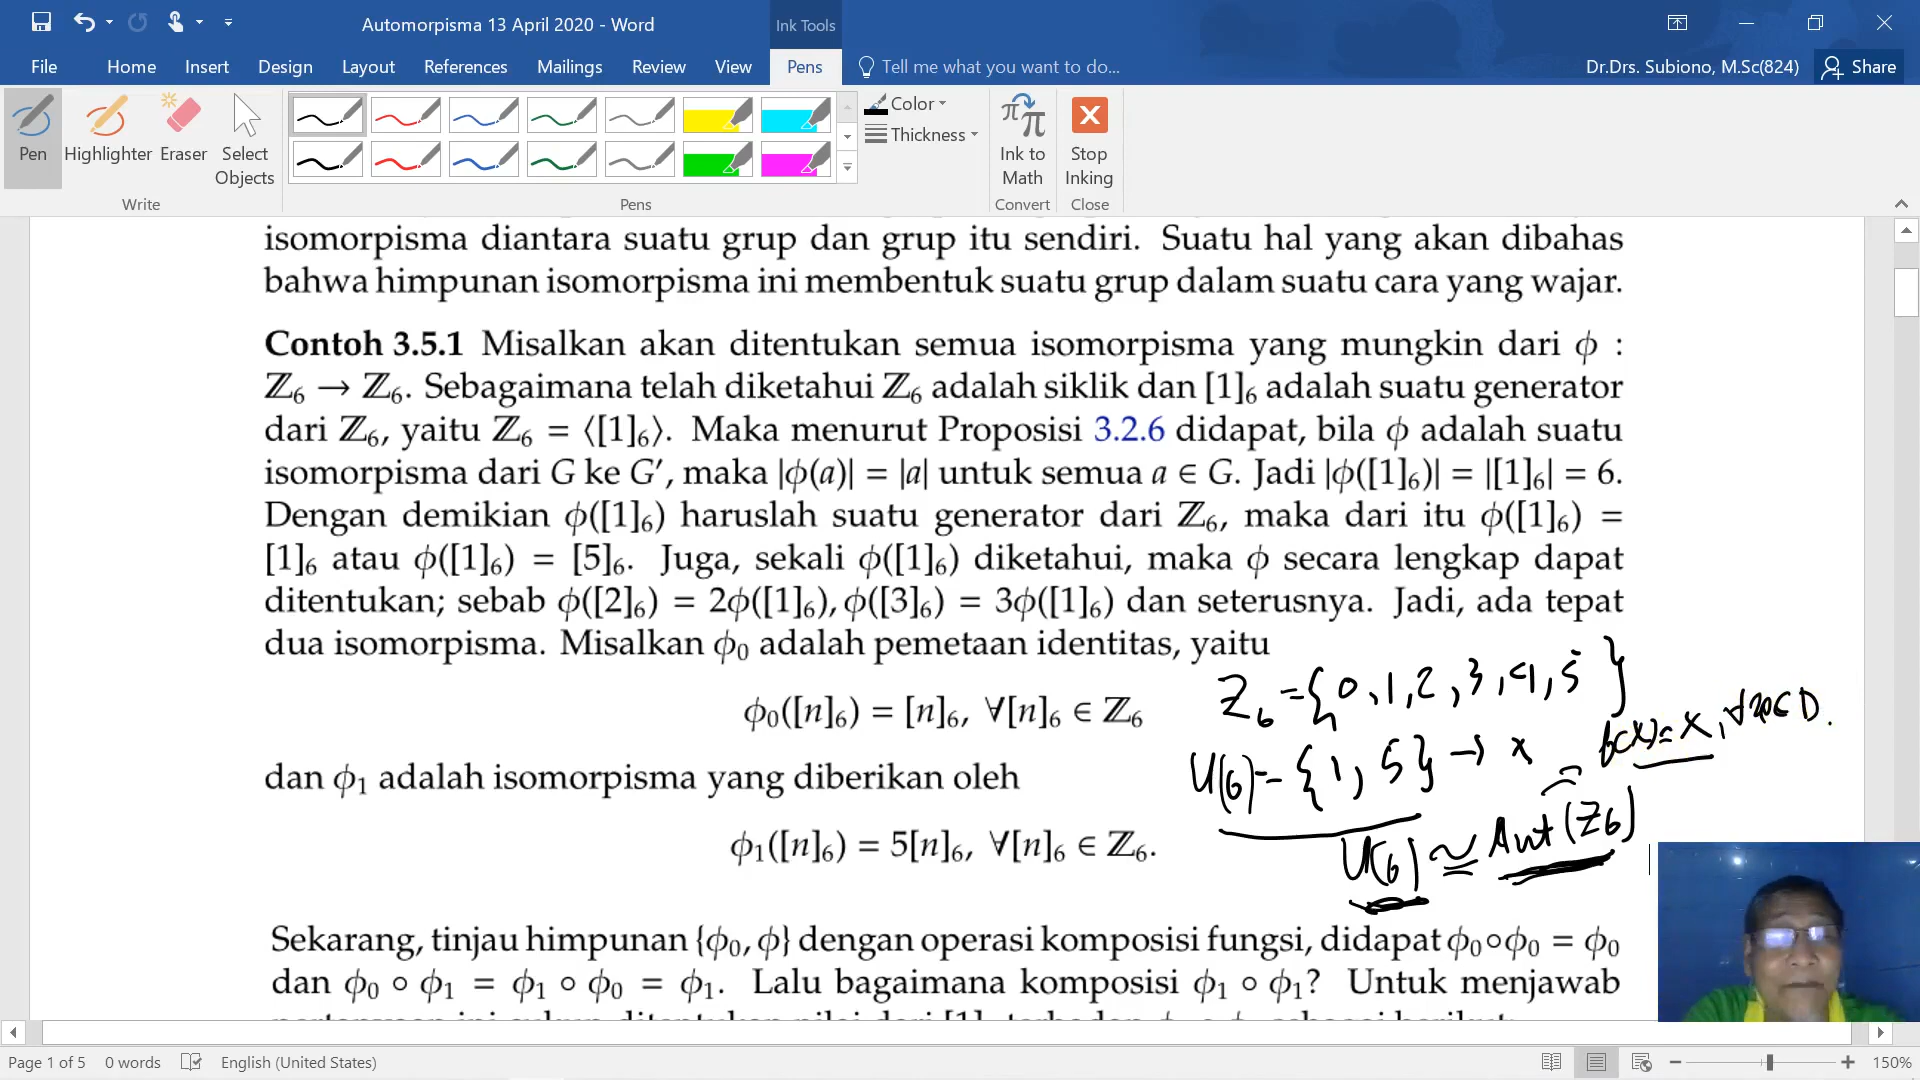 Automorpisma 13 April 2020 - Word
Ink Tools
File Home Insert Design Layout References Mailings Review View Pens Tell me what you want to do... Dr.Drs. Subiono, M.Sc(824) Share
Pen Highlighter Eraser Select Objects
Color
Thickness
Ink to Math
Stop Inking
Write Pens Convert Close
isomorpisma diantara suatu grup dan grup itu sendiri. Suatu hal yang akan dibahas
bahwa himpunan isomorpisma ini membentuk suatu grup dalam suatu cara yang wajar.
Contoh 3.5.1 Misalkan akan ditentukan semua isomorpisma yang mungkin dari ϕ :
ℤ₆ → ℤ₆. Sebagaimana telah diketahui ℤ₆ adalah siklik dan [1]₆ adalah suatu generator
dari ℤ₆, yaitu ℤ₆ = ⟨[1]₆⟩. Maka menurut Proposisi 3.2.6 didapat, bila ϕ adalah suatu
isomorpisma dari G ke G′, maka |ϕ(a)| = |a| untuk semua a ∈ G. Jadi |ϕ([1]₆)| = |[1]₆| = 6.
Dengan demikian ϕ([1]₆) haruslah suatu generator dari ℤ₆, maka dari itu ϕ([1]₆) =
[1]₆ atau ϕ([1]₆) = [5]₆. Juga, sekali ϕ([1]₆) diketahui, maka ϕ secara lengkap dapat
ditentukan; sebab ϕ([2]₆) = 2ϕ([1]₆), ϕ([3]₆) = 3ϕ([1]₆) dan seterusnya. Jadi, ada tepat
dua isomorpisma. Misalkan ϕ₀ adalah pemetaan identitas, yaitu
Z₆ = {0, 1, 2, 3, 4, 5}
ϕ₀([n]₆) = [n]₆, ∀[n]₆ ∈ ℤ₆
U(6) = {1, 5} → x
dan ϕ₁ adalah isomorpisma yang diberikan oleh
ϕ₁([n]₆) = 5[n]₆, ∀[n]₆ ∈ ℤ₆.
U(6) ≅ Aut(Z6)
Sekarang, tinjau himpunan {ϕ₀, ϕ} dengan operasi komposisi fungsi, didapat ϕ₀∘ϕ₀ = ϕ₀
dan ϕ₀ ∘ ϕ₁ = ϕ₁ ∘ ϕ₀ = ϕ₁. Lalu bagaimana komposisi ϕ₁ ∘ ϕ₁? Untuk menjawab
Page 1 of 5 0 words English (United States) 150%